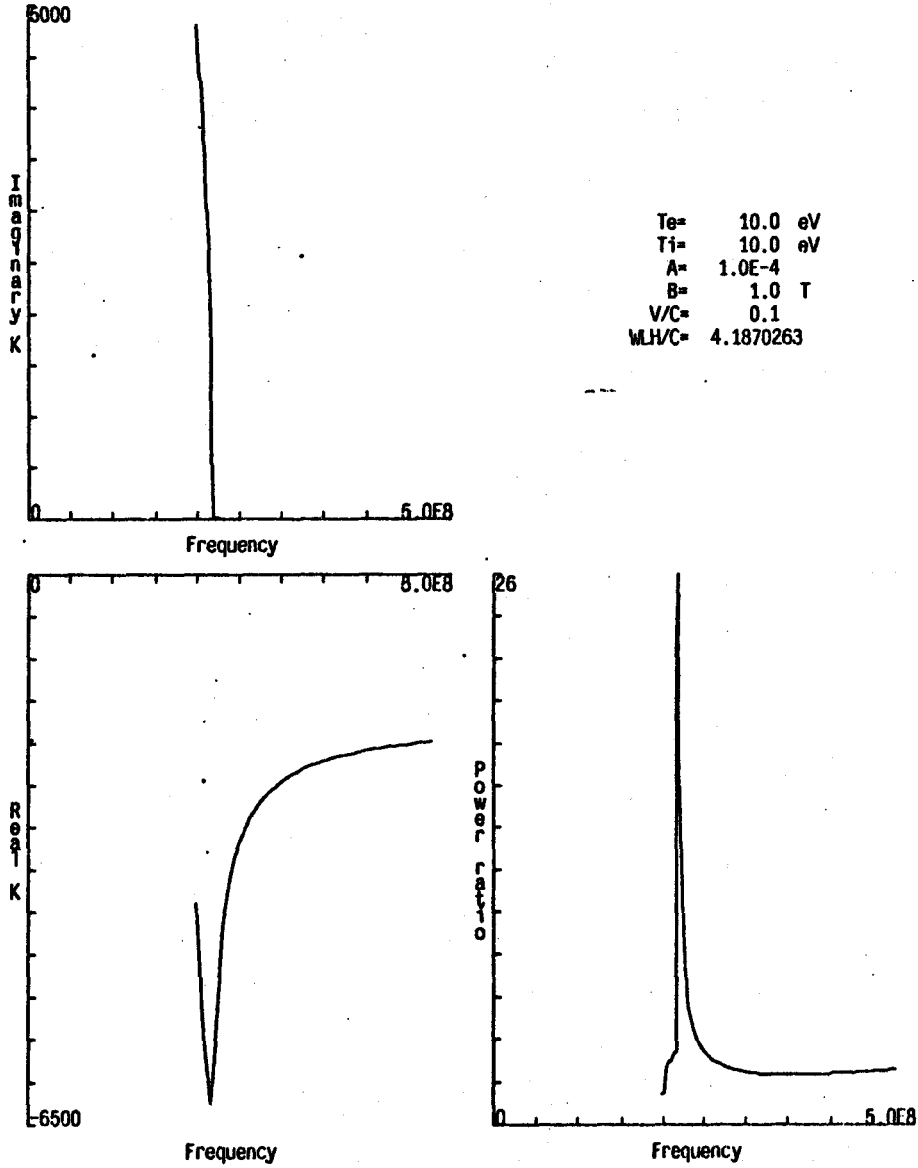 5000
Imaginary K
0
5.0E8
Frequency
Te= 10.0 eV
Ti= 10.0 eV
A= 1.0E-4
B= 1.0 T
V/C= 0.1
WLH/C= 4.1870263
0
5.0E8
Real K
-6500
Frequency
26
Power ratio
0
5.0E8
Frequency